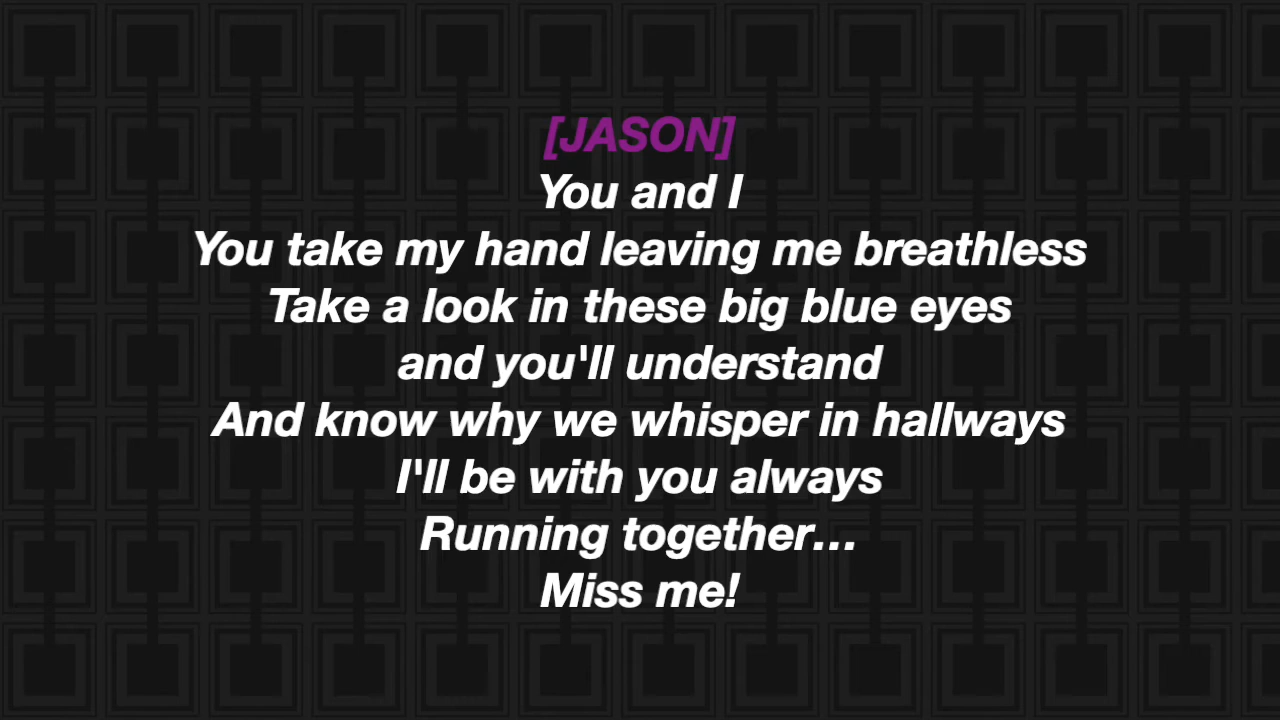 [JASON]
You and I
You take my hand leaving me breathless
Take a look in these big blue eyes
and you'll understand
And know why we whisper in hallways
I'll be with you always
Running together...
Miss me!